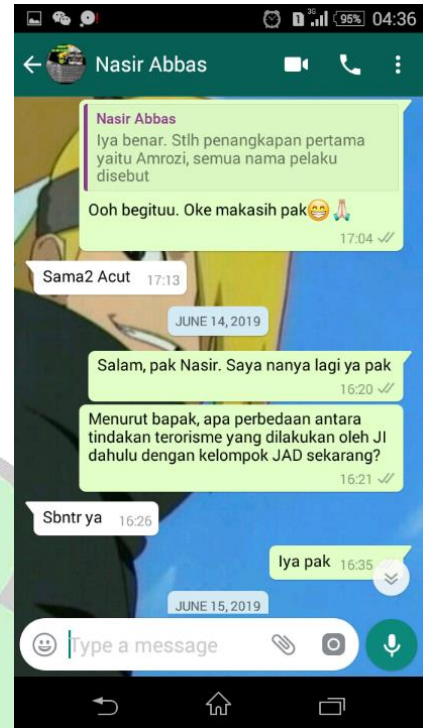 3G
95% 04:36
Nasir Abbas
Nasir Abbas
Iya benar. Stlh penangkapan pertama
yaitu Amrozi, semua nama pelaku
disebut
Ooh begituu. Oke makasih pak😁🙏
17:04
Sama2 Acut 17:13
JUNE 14, 2019
Salam, pak Nasir. Saya nanya lagi ya pak
16:20
Menurut bapak, apa perbedaan antara
tindakan terorisme yang dilakukan oleh JI
dahulu dengan kelompok JAD sekarang?
16:21
Sbntr ya 16:26
Iya pak 16:35
JUNE 15, 2019
Type a message